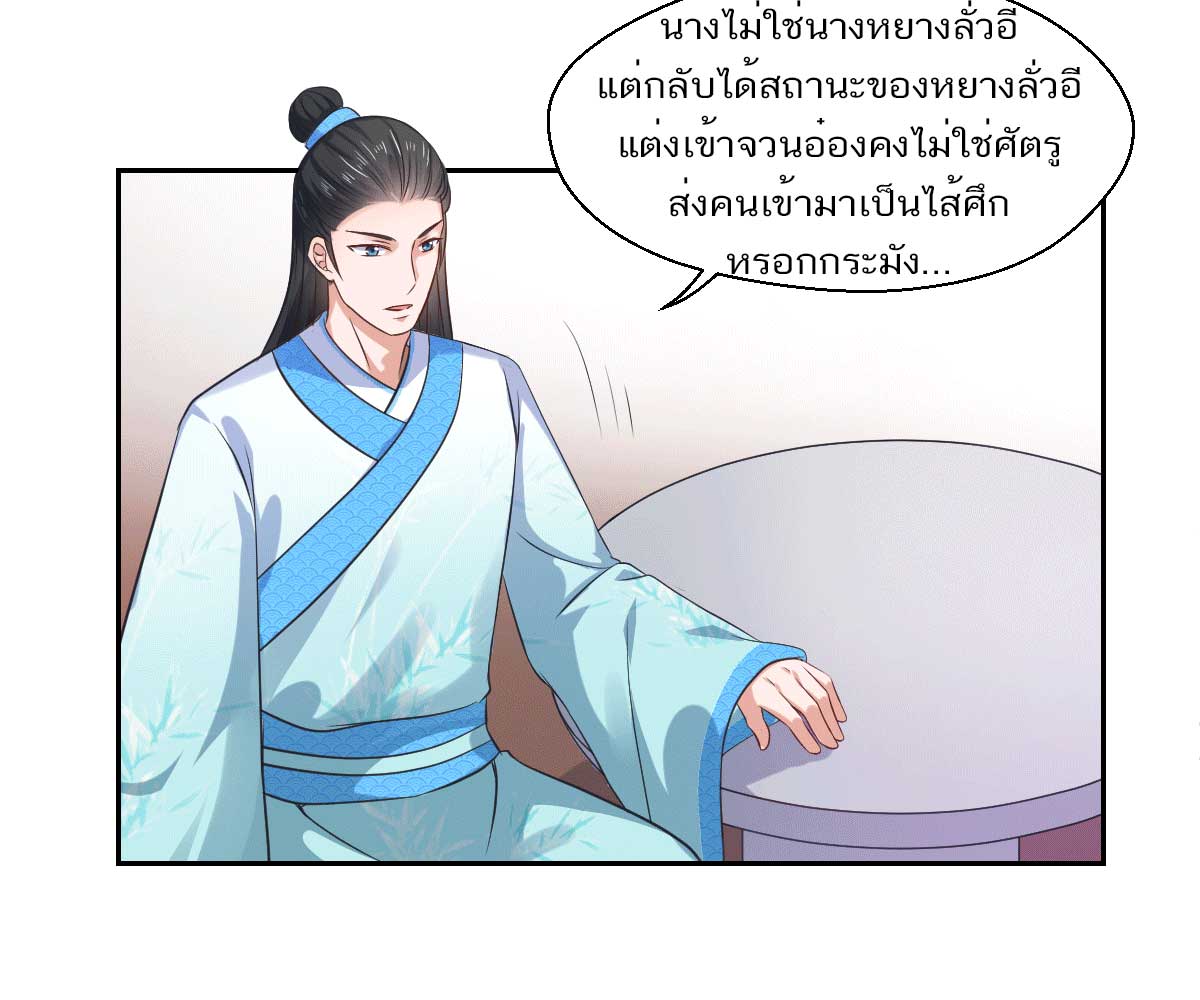 นางไม่ใช่นางหยางลั่วอี
แต่กลับได้สถานะของหยางลั่วอี
แต่งเข้าจวนอ๋องคงไม่ใช่ศัตรู
ส่งคนเข้ามาเป็นไส้ศึก
หรอกกระมัง...